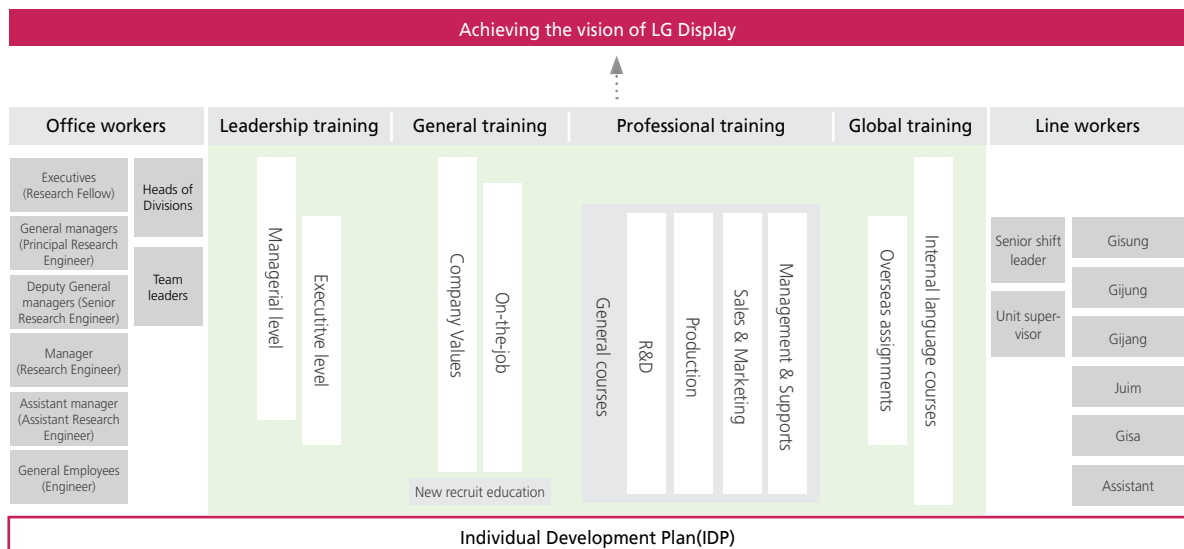 Achieving the vision of LG Display
Office workers
Leadership training
General training
Professional training
Global training
Line workers
Executives
(Research Fellow)
General managers
(Principal Research
Engineer)
Deputy General
managers (Senior
Research Engineer)
Manager
(Research Engineer)
Assistant manager
(Assistant Research
Engineer)
General Employees
(Engineer)
Heads of
Divisions
Team
leaders
Managerial level
Executitve level
Company Values
On-the-job
New recruit education
General courses
R&D
Production
Sales & Marketing
Management & Supports
Overseas assignments
Internal language courses
Senior shift
leader
Unit super-
visor
Gisung
Gijung
Gijang
Juim
Gisa
Assistant
Individual Development Plan(IDP)